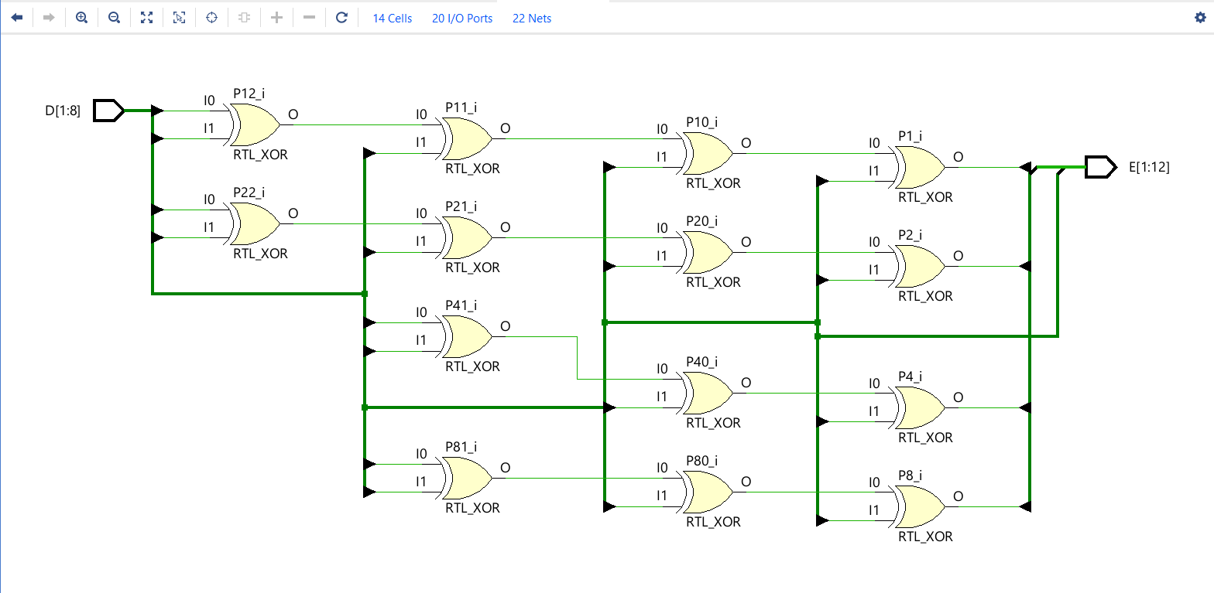 14 Cells 20 I/O Ports 22 Nets
P12_i
D[1:8] I0 O
I1
RTL_XOR
P11_i
I0 O
I1
RTL_XOR
P10_i
I0 O
I1
RTL_XOR
P1_i
I0 O
I1
RTL_XOR
E[1:12]
P22_i
I0 O
I1
RTL_XOR
P21_i
I0 O
I1
RTL_XOR
P20_i
I0 O
I1
RTL_XOR
P2_i
I0 O
I1
RTL_XOR
P41_i
I0 O
I1
RTL_XOR
P40_i
I0 O
I1
RTL_XOR
P4_i
I0 O
I1
RTL_XOR
P81_i
I0 O
I1
RTL_XOR
P80_i
I0 O
I1
RTL_XOR
P8_i
I0 O
I1
RTL_XOR